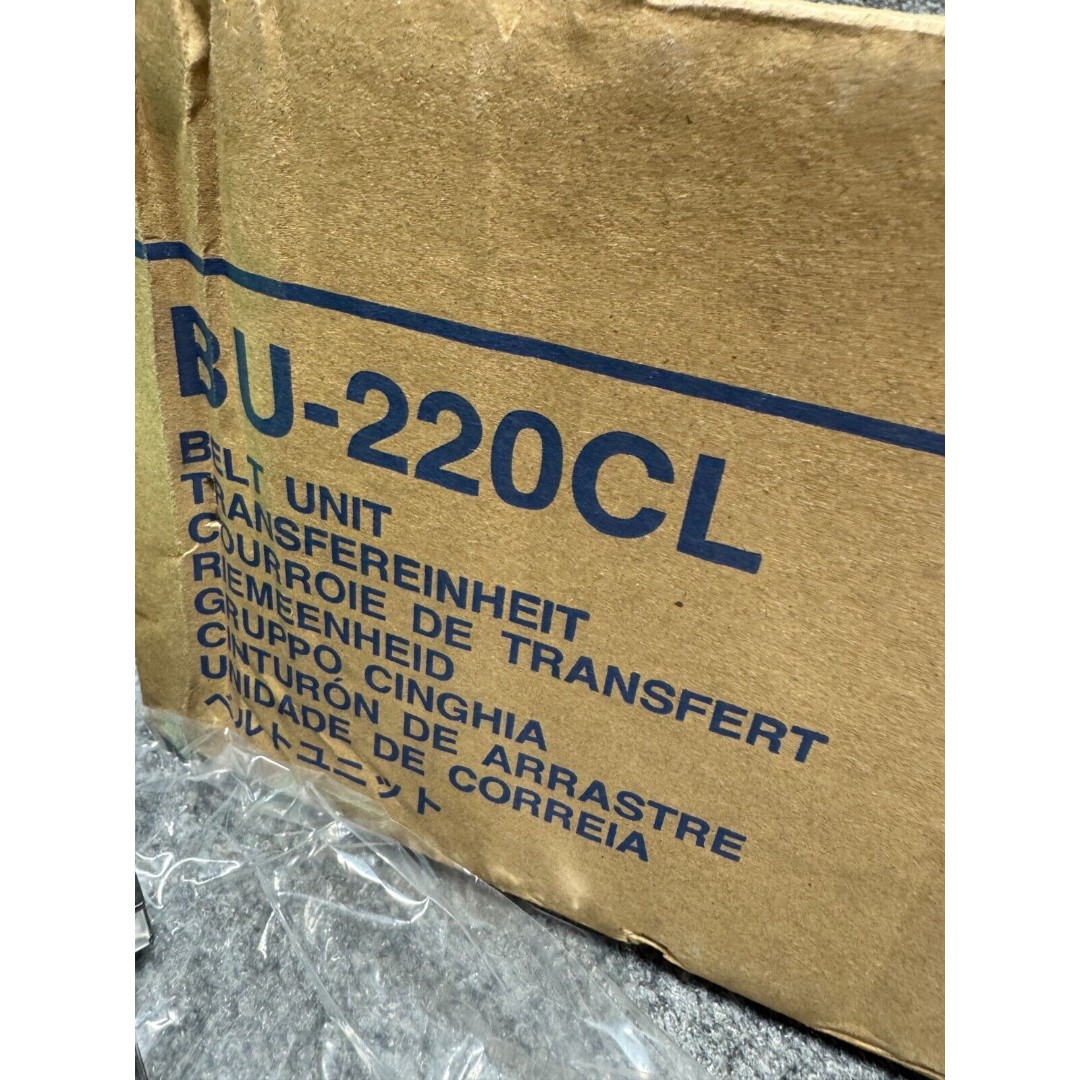 BU-220CL
BELT UNIT
TRANSFEREINHEIT
COURROIE DE TRANSFERT
RIEMEENHEID
GRUPPO CINGHIA
CINTURÓN DE ARRASTRE
UNIDADE DE CORREIA
ベルトユニット